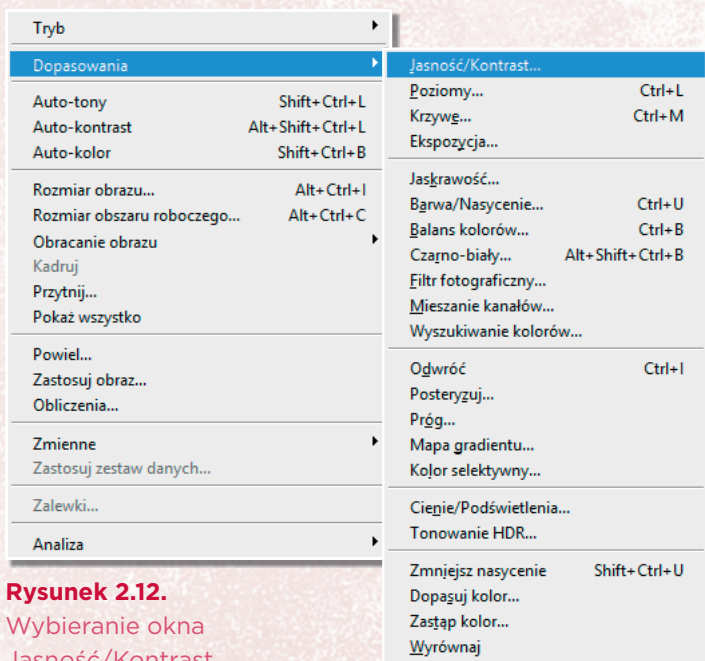 Tryb
Dopasowania
Auto-tony Shift+Ctrl+L
Auto-kontrast Alt+Shift+Ctrl+L
Auto-kolor Shift+Ctrl+B
Rozmiar obrazu... Alt+Ctrl+I
Rozmiar obszaru roboczego... Alt+Ctrl+C
Obracanie obrazu
Kadruj
Przytnij...
Pokaż wszystko
Powiel...
Zastosuj obraz...
Obliczenia...
Zmienne
Zastosuj zestaw danych...
Zalewki...
Analiza
Jasność/Kontrast...
Poziomy... Ctrl+L
Krzywe... Ctrl+M
Ekspozycja...
Jaskrawość...
Barwa/Nasycenie... Ctrl+U
Balans kolorów... Ctrl+B
Czarno-biały... Alt+Shift+Ctrl+B
Filtr fotograficzny...
Mieszanie kanałów...
Wyszukiwanie kolorów...
Odwróć Ctrl+I
Posteryzuj...
Próg...
Mapa gradientu...
Kolor selektywny...
Cienie/Podświetlenia...
Tonowanie HDR...
Zmniejsz nasycenie Shift+Ctrl+U
Dopasuj kolor...
Zastąp kolor...
Wyrównaj
Rysunek 2.12.
Wybieranie okna
Jasność/Kontrast